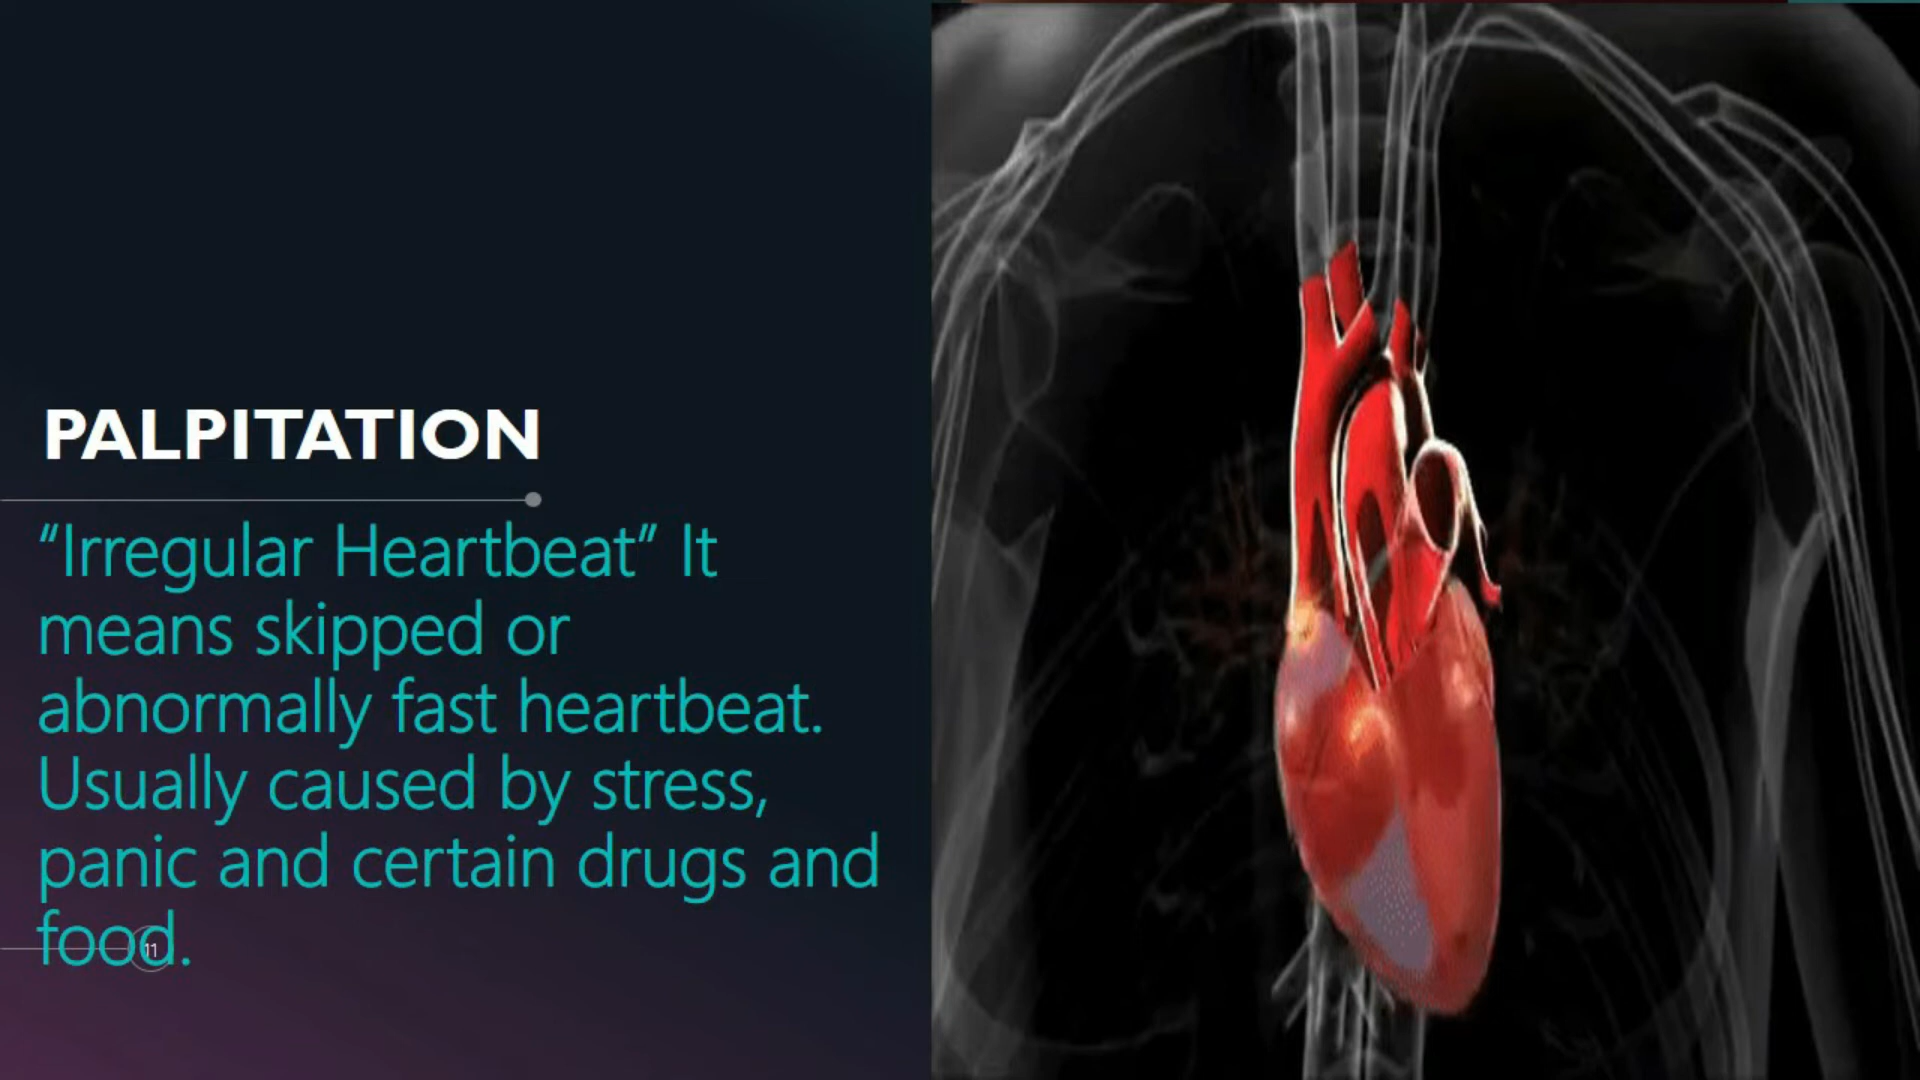 PALPITATION
“Irregular Heartbeat” It
means skipped or
abnormally fast heartbeat.
Usually caused by stress,
panic and certain drugs and
food.
11